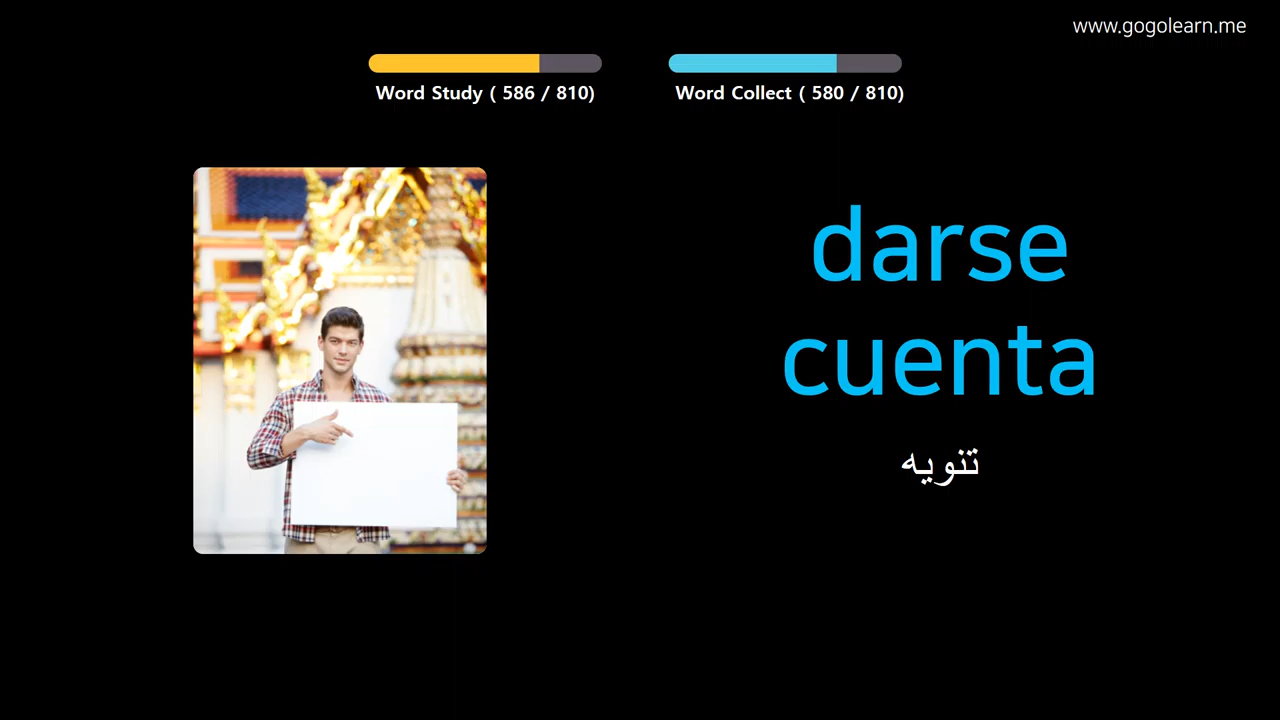 www.gogolearn.me
Word Study ( 586 / 810)
Word Collect ( 580 / 810)
darse
cuenta
تنويه